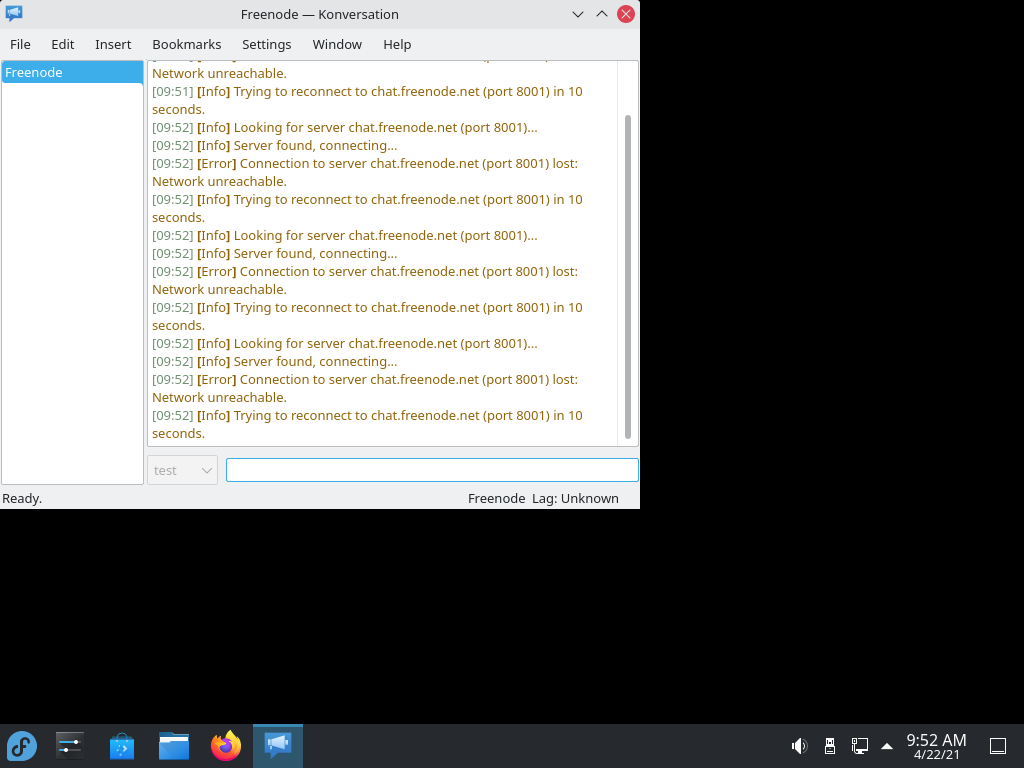 Freenode — Konversation
File Edit Insert Bookmarks Settings Window Help
Freenode
Network unreachable.
[09:51] [Info] Trying to reconnect to chat.freenode.net (port 8001) in 10
seconds.
[09:52] [Info] Looking for server chat.freenode.net (port 8001)...
[09:52] [Info] Server found, connecting...
[09:52] [Error] Connection to server chat.freenode.net (port 8001) lost:
Network unreachable.
[09:52] [Info] Trying to reconnect to chat.freenode.net (port 8001) in 10
seconds.
[09:52] [Info] Looking for server chat.freenode.net (port 8001)...
[09:52] [Info] Server found, connecting...
[09:52] [Error] Connection to server chat.freenode.net (port 8001) lost:
Network unreachable.
[09:52] [Info] Trying to reconnect to chat.freenode.net (port 8001) in 10
seconds.
[09:52] [Info] Looking for server chat.freenode.net (port 8001)...
[09:52] [Info] Server found, connecting...
[09:52] [Error] Connection to server chat.freenode.net (port 8001) lost:
Network unreachable.
[09:52] [Info] Trying to reconnect to chat.freenode.net (port 8001) in 10
seconds.
test
Ready. Freenode Lag: Unknown
9:52 AM
4/22/21